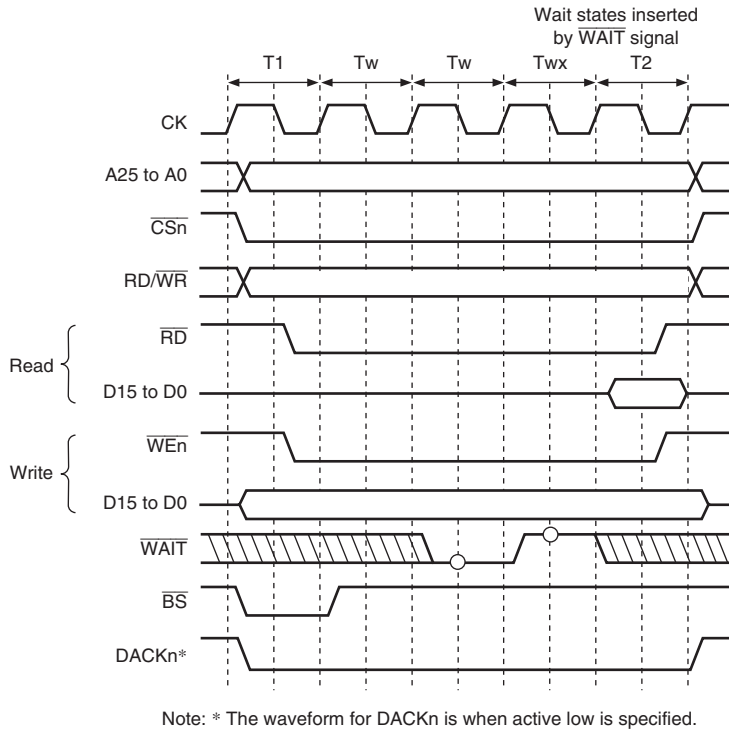 Wait states inserted
by WAIT signal
T1 Tw Tw Twx T2
CK
A25 to A0
CSn
RD/WR
RD
Read
D15 to D0
WEn
Write
D15 to D0
WAIT
BS
DACKn*
Note: * The waveform for DACKn is when active low is specified.